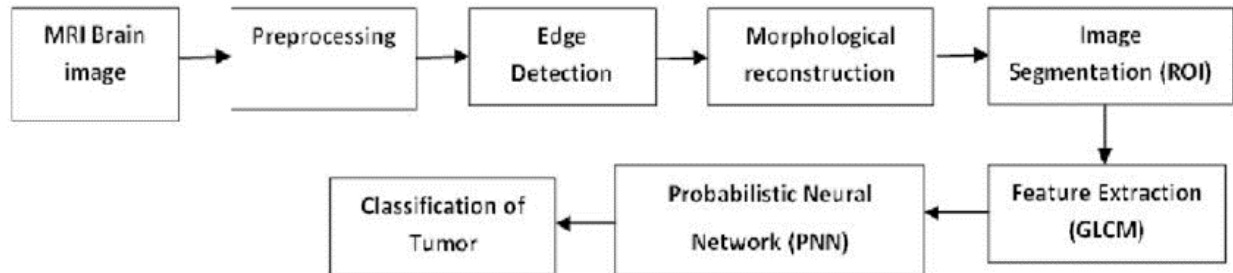 MRI Brain
image
Preprocessing
Edge
Detection
Morphological
reconstruction
Image
Segmentation (ROI)
Feature Extraction
(GLCM)
Probabilistic Neural
Network (PNN)
Classification of
Tumor